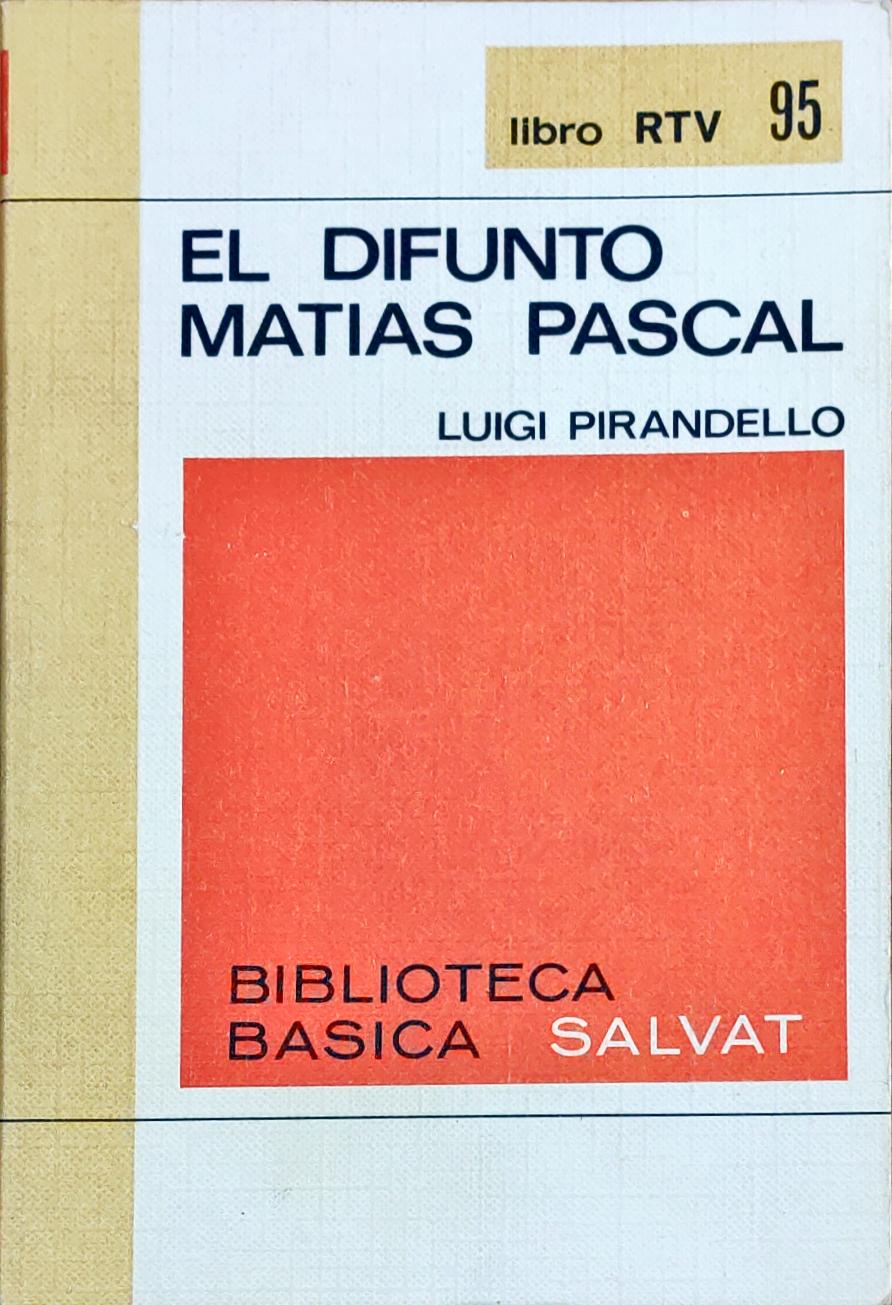 libro RTV 95
EL DIFUNTO
MATIAS PASCAL
LUIGI PIRANDELLO
BIBLIOTECA
BASICA SALVAT